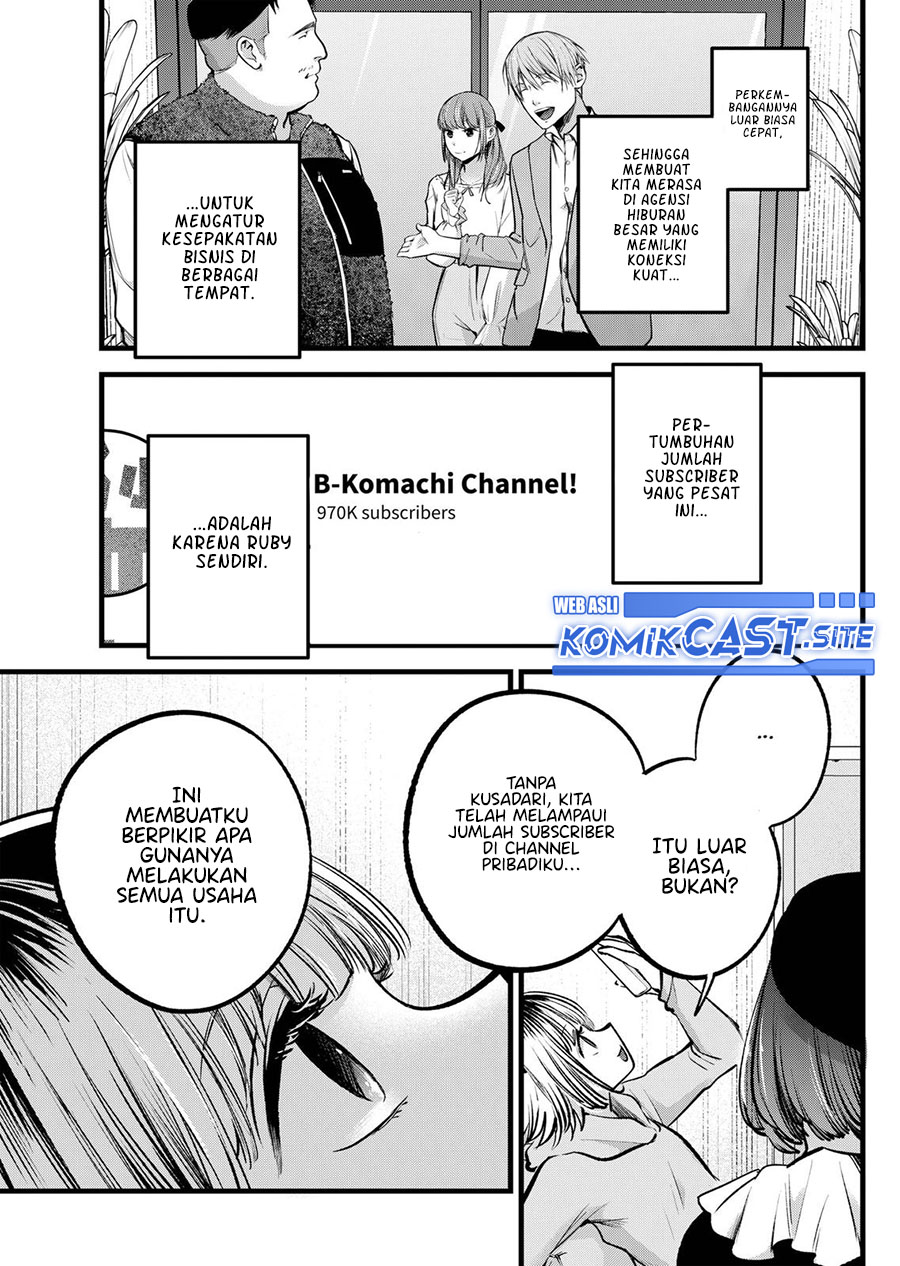 PERKEM-
BANGANNYA
LUAR BIASA
CEPAT,
SEHINGGA
MEMBUAT
KITA MERASA
DI AGENSI
HIBURAN
BESAR YANG
MEMILIKI
KONEKSI
KUAT...
...UNTUK
MENGATUR
KESEPAKATAN
BISNIS DI
BERBAGAI
TEMPAT.
PER-
TUMBUHAN
JUMLAH
SUBSCRIBER
YANG PESAT
INI...
B-Komachi Channel!
970K subscribers
...ADALAH
KARENA RUBY
SENDIRI.
WEB ASLI
KOMIKCAST.SITE
...
ITU LUAR
BIASA,
BUKAN?
TANPA
KUSADARI, KITA
TELAH MELAMPAUI
JUMLAH SUBSCRIBER
DI CHANNEL
PRIBADIKU...
INI
MEMBUATKU
BERPIKIR APA
GUNANYA
MELAKUKAN
SEMUA USAHA
ITU.